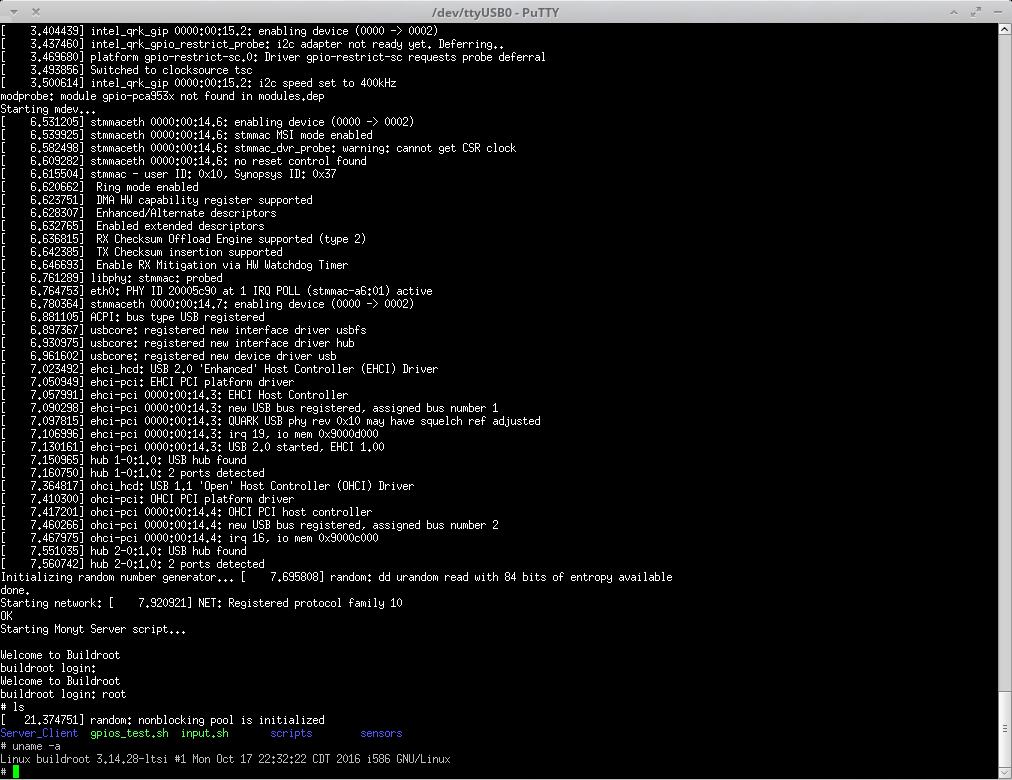 /dev/ttyUSB0 - PuTTY
[    3.404439] intel_qrk_gip 0000:00:15.2: enabling device (0000 -> 0002)
[    3.437460] intel_qrk_gpio_restrict_probe: i2c adapter not ready yet. Deferring..
[    3.469680] platform gpio-restrict-sc.0: Driver gpio-restrict-sc requests probe deferral
[    3.493856] Switched to clocksource tsc
[    3.500614] intel_qrk_gip 0000:00:15.2: i2c speed set to 400kHz
modprobe: module gpio-pca953x not found in modules.dep
Starting mdev...
[    6.531205] stmmaceth 0000:00:14.6: enabling device (0000 -> 0002)
[    6.539925] stmmaceth 0000:00:14.6: stmmac MSI mode enabled
[    6.582498] stmmaceth 0000:00:14.6: stmmac_dvr_probe: warning: cannot get CSR clock
[    6.609282] stmmaceth 0000:00:14.6: no reset control found
[    6.615504] stmmac - user ID: 0x10, Synopsys ID: 0x37
[    6.620662]  Ring mode enabled
[    6.623751]  DMA HW capability register supported
[    6.628307]  Enhanced/Alternate descriptors
[    6.632765]  Enabled extended descriptors
[    6.636815]  RX Checksum Offload Engine supported (type 2)
[    6.642385]  TX Checksum insertion supported
[    6.646693]  Enable RX Mitigation via HW Watchdog Timer
[    6.761289] libphy: stmmac: probed
[    6.764753] eth0: PHY ID 20005c90 at 1 IRQ POLL (stmmac-a6:01) active
[    6.780364] stmmaceth 0000:00:14.7: enabling device (0000 -> 0002)
[    6.881105] ACPI: bus type USB registered
[    6.897367] usbcore: registered new interface driver usbfs
[    6.930975] usbcore: registered new interface driver hub
[    6.961602] usbcore: registered new device driver usb
[    7.023492] ehci_hcd: USB 2.0 'Enhanced' Host Controller (EHCI) Driver
[    7.050949] ehci-pci: EHCI PCI platform driver
[    7.057991] ehci-pci 0000:00:14.3: EHCI Host Controller
[    7.090298] ehci-pci 0000:00:14.3: new USB bus registered, assigned bus number 1
[    7.097815] ehci-pci 0000:00:14.3: QUARK USB phy rev 0x10 may have squelch ref adjusted
[    7.106996] ehci-pci 0000:00:14.3: irq 19, io mem 0x9000d000
[    7.130161] ehci-pci 0000:00:14.3: USB 2.0 started, EHCI 1.00
[    7.150965] hub 1-0:1.0: USB hub found
[    7.160750] hub 1-0:1.0: 2 ports detected
[    7.364817] ohci_hcd: USB 1.1 'Open' Host Controller (OHCI) Driver
[    7.410300] ohci-pci: OHCI PCI platform driver
[    7.417201] ohci-pci 0000:00:14.4: OHCI PCI host controller
[    7.460266] ohci-pci 0000:00:14.4: new USB bus registered, assigned bus number 2
[    7.467975] ohci-pci 0000:00:14.4: irq 16, io mem 0x9000c000
[    7.551035] hub 2-0:1.0: USB hub found
[    7.560742] hub 2-0:1.0: 2 ports detected
Initializing random number generator... [    7.695808] random: dd urandom read with 84 bits of entropy available
done.
Starting network: [    7.920921] NET: Registered protocol family 10
OK
Starting Monyt Server script...
Welcome to Buildroot
buildroot login:
Welcome to Buildroot
buildroot login: root
# ls
[   21.374751] random: nonblocking pool is initialized
Server_Client  gpios_test.sh  input.sh       scripts        sensors
# uname -a
Linux buildroot 3.14.28-ltsi #1 Mon Oct 17 22:32:22 CDT 2016 i586 GNU/Linux
#